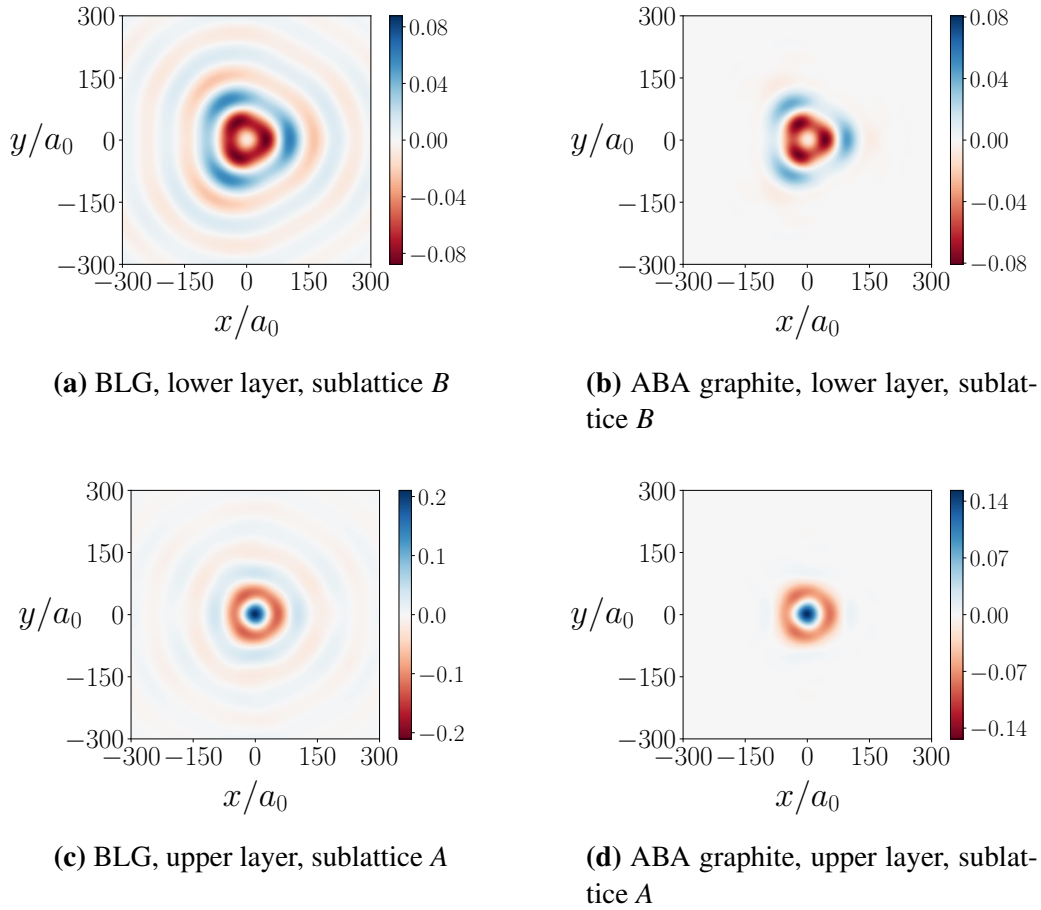 300
150
0
−150
−300
y/a₀
−300 −150 0 150 300
x/a₀
0.08
0.04
0.00
−0.04
−0.08
(a) BLG, lower layer, sublattice B
300
150
0
−150
−300
y/a₀
−300 −150 0 150 300
x/a₀
0.08
0.04
0.00
−0.04
−0.08
(b) ABA graphite, lower layer, sublat-
tice B
300
150
0
−150
−300
y/a₀
−300 −150 0 150 300
x/a₀
0.2
0.1
0.0
−0.1
−0.2
(c) BLG, upper layer, sublattice A
300
150
0
−150
−300
y/a₀
−300 −150 0 150 300
x/a₀
0.14
0.07
0.00
−0.07
−0.14
(d) ABA graphite, upper layer, sublat-
tice A